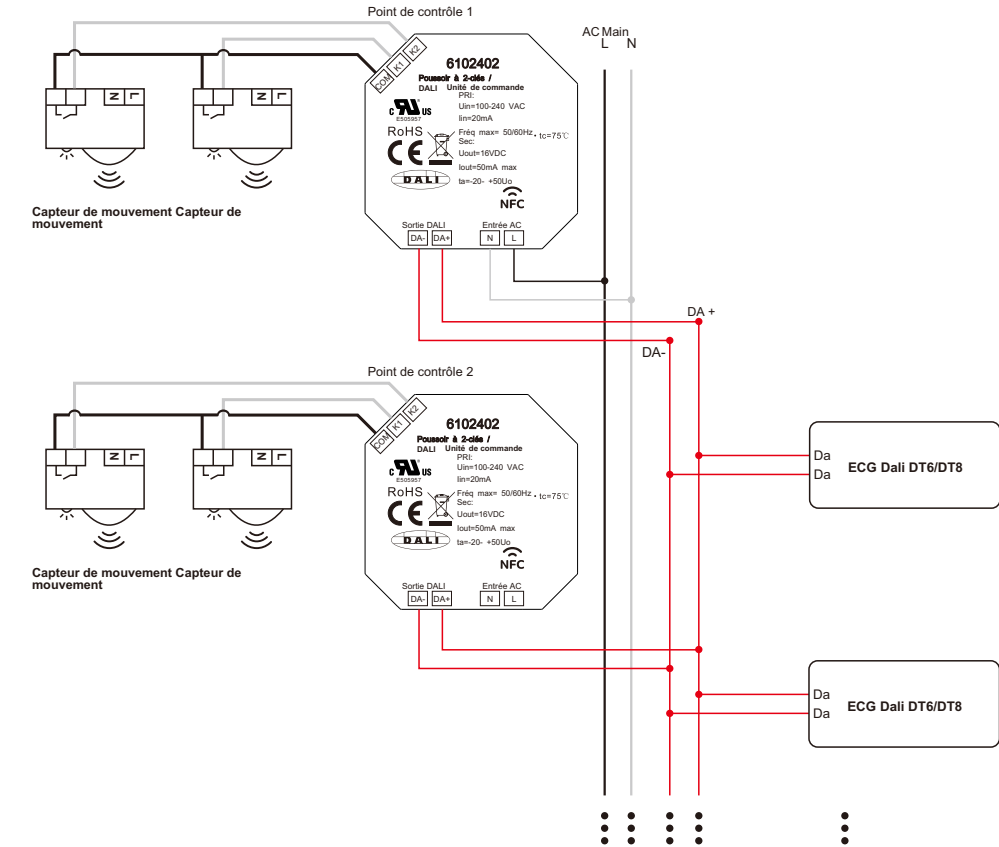 Point de contrôle 1
AC Main
L N
K2
K1
COM
6102402
Poussoir à 2-clés /
DALI Unité de commande
PRI:
Uin=100-240 VAC
Iin=20mA
Fréq max= 50/60Hz
Sec:
Uout=16VDC
Iout=50mA max
ta=-20- +50Uo
• tc=75℃
c RU US
E505957
RoHS
CE
DALI
NFC
N L
N L
Capteur de mouvement Capteur de
mouvement
Sortie DALI Entrée AC
DA- DA+ N L
DA +
DA-
Point de contrôle 2
K2
K1
COM
6102402
Poussoir à 2-clés /
DALI Unité de commande
PRI:
Uin=100-240 VAC
Iin=20mA
Fréq max= 50/60Hz
Sec:
Uout=16VDC
Iout=50mA max
ta=-20- +50Uo
• tc=75℃
c RU US
E505957
RoHS
CE
DALI
NFC
N L
N L
Capteur de mouvement Capteur de
mouvement
Sortie DALI Entrée AC
DA- DA+ N L
Da
Da
ECG Dali DT6/DT8
Da
Da
ECG Dali DT6/DT8